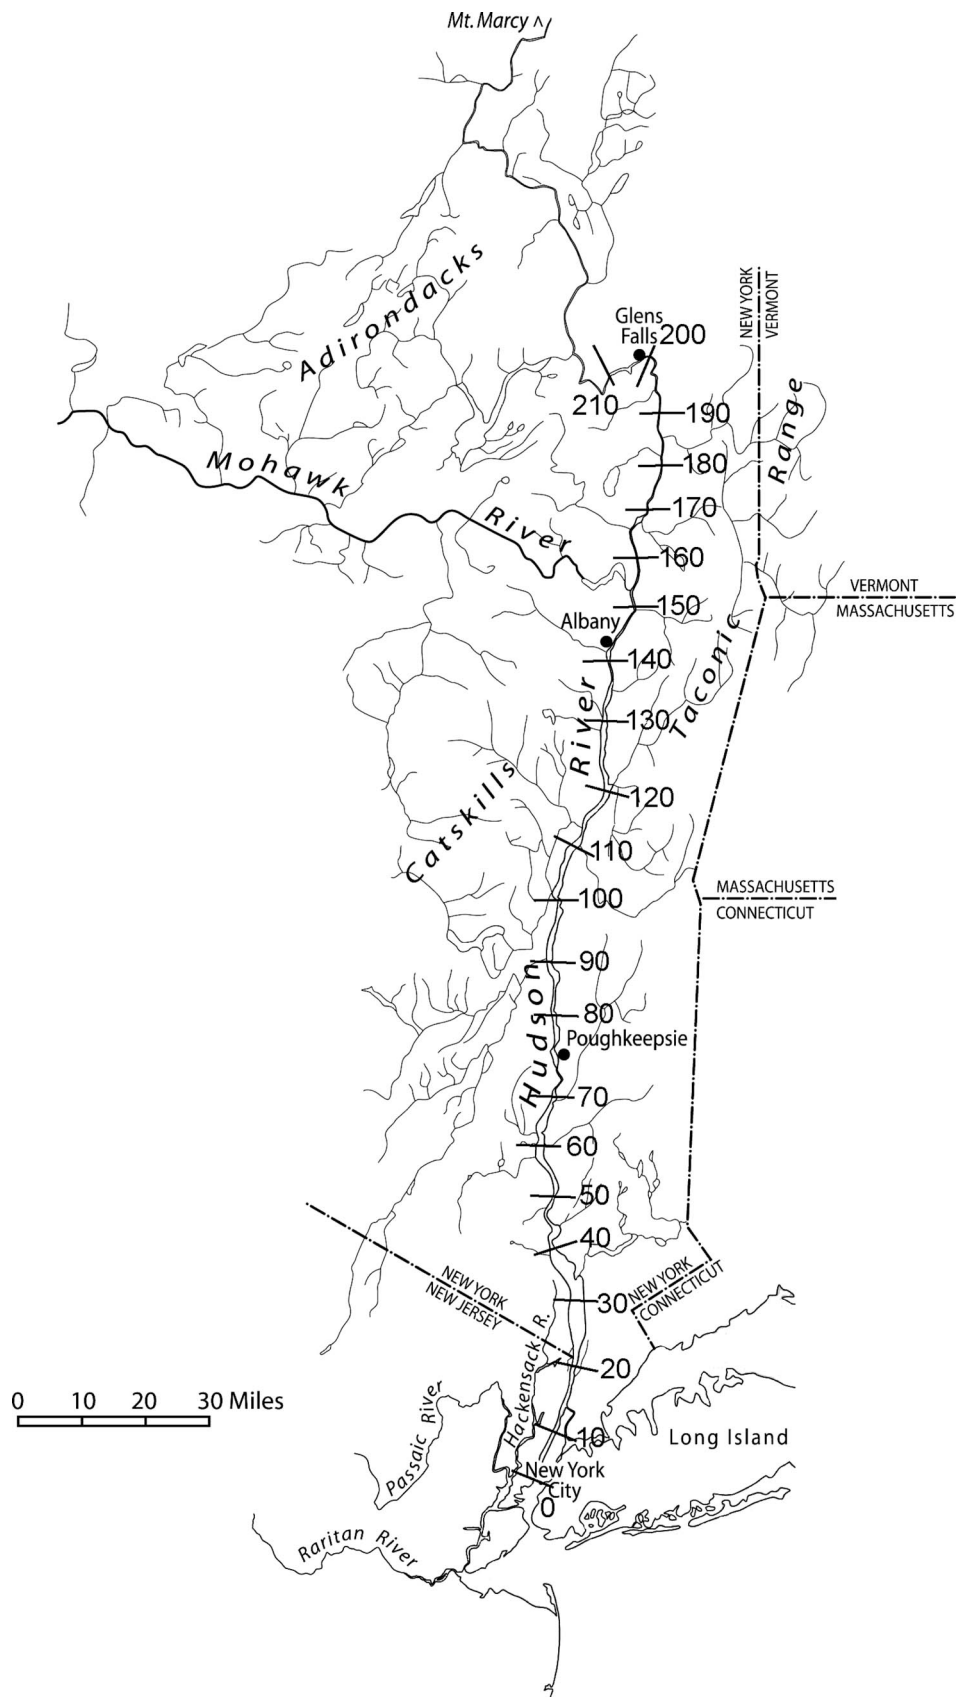 Mt. Marcy ^
Adirondacks
NEW YORK
VERMONT
Glens
Falls
200
210
190
Range
Mohawk
180
170
River
160
VERMONT
MASSACHUSETTS
150
Albany
Taconic
140
River
130
120
Catskills
110
MASSACHUSETTS
CONNECTICUT
100
90
Hudson
80
Poughkeepsie
70
60
50
40
NEW YORK
NEW JERSEY
NEW YORK
CONNECTICUT
30
Hackensack R.
20
0 10 20 30 Miles
Passaic River
10
Long Island
New York
City
0
Raritan River